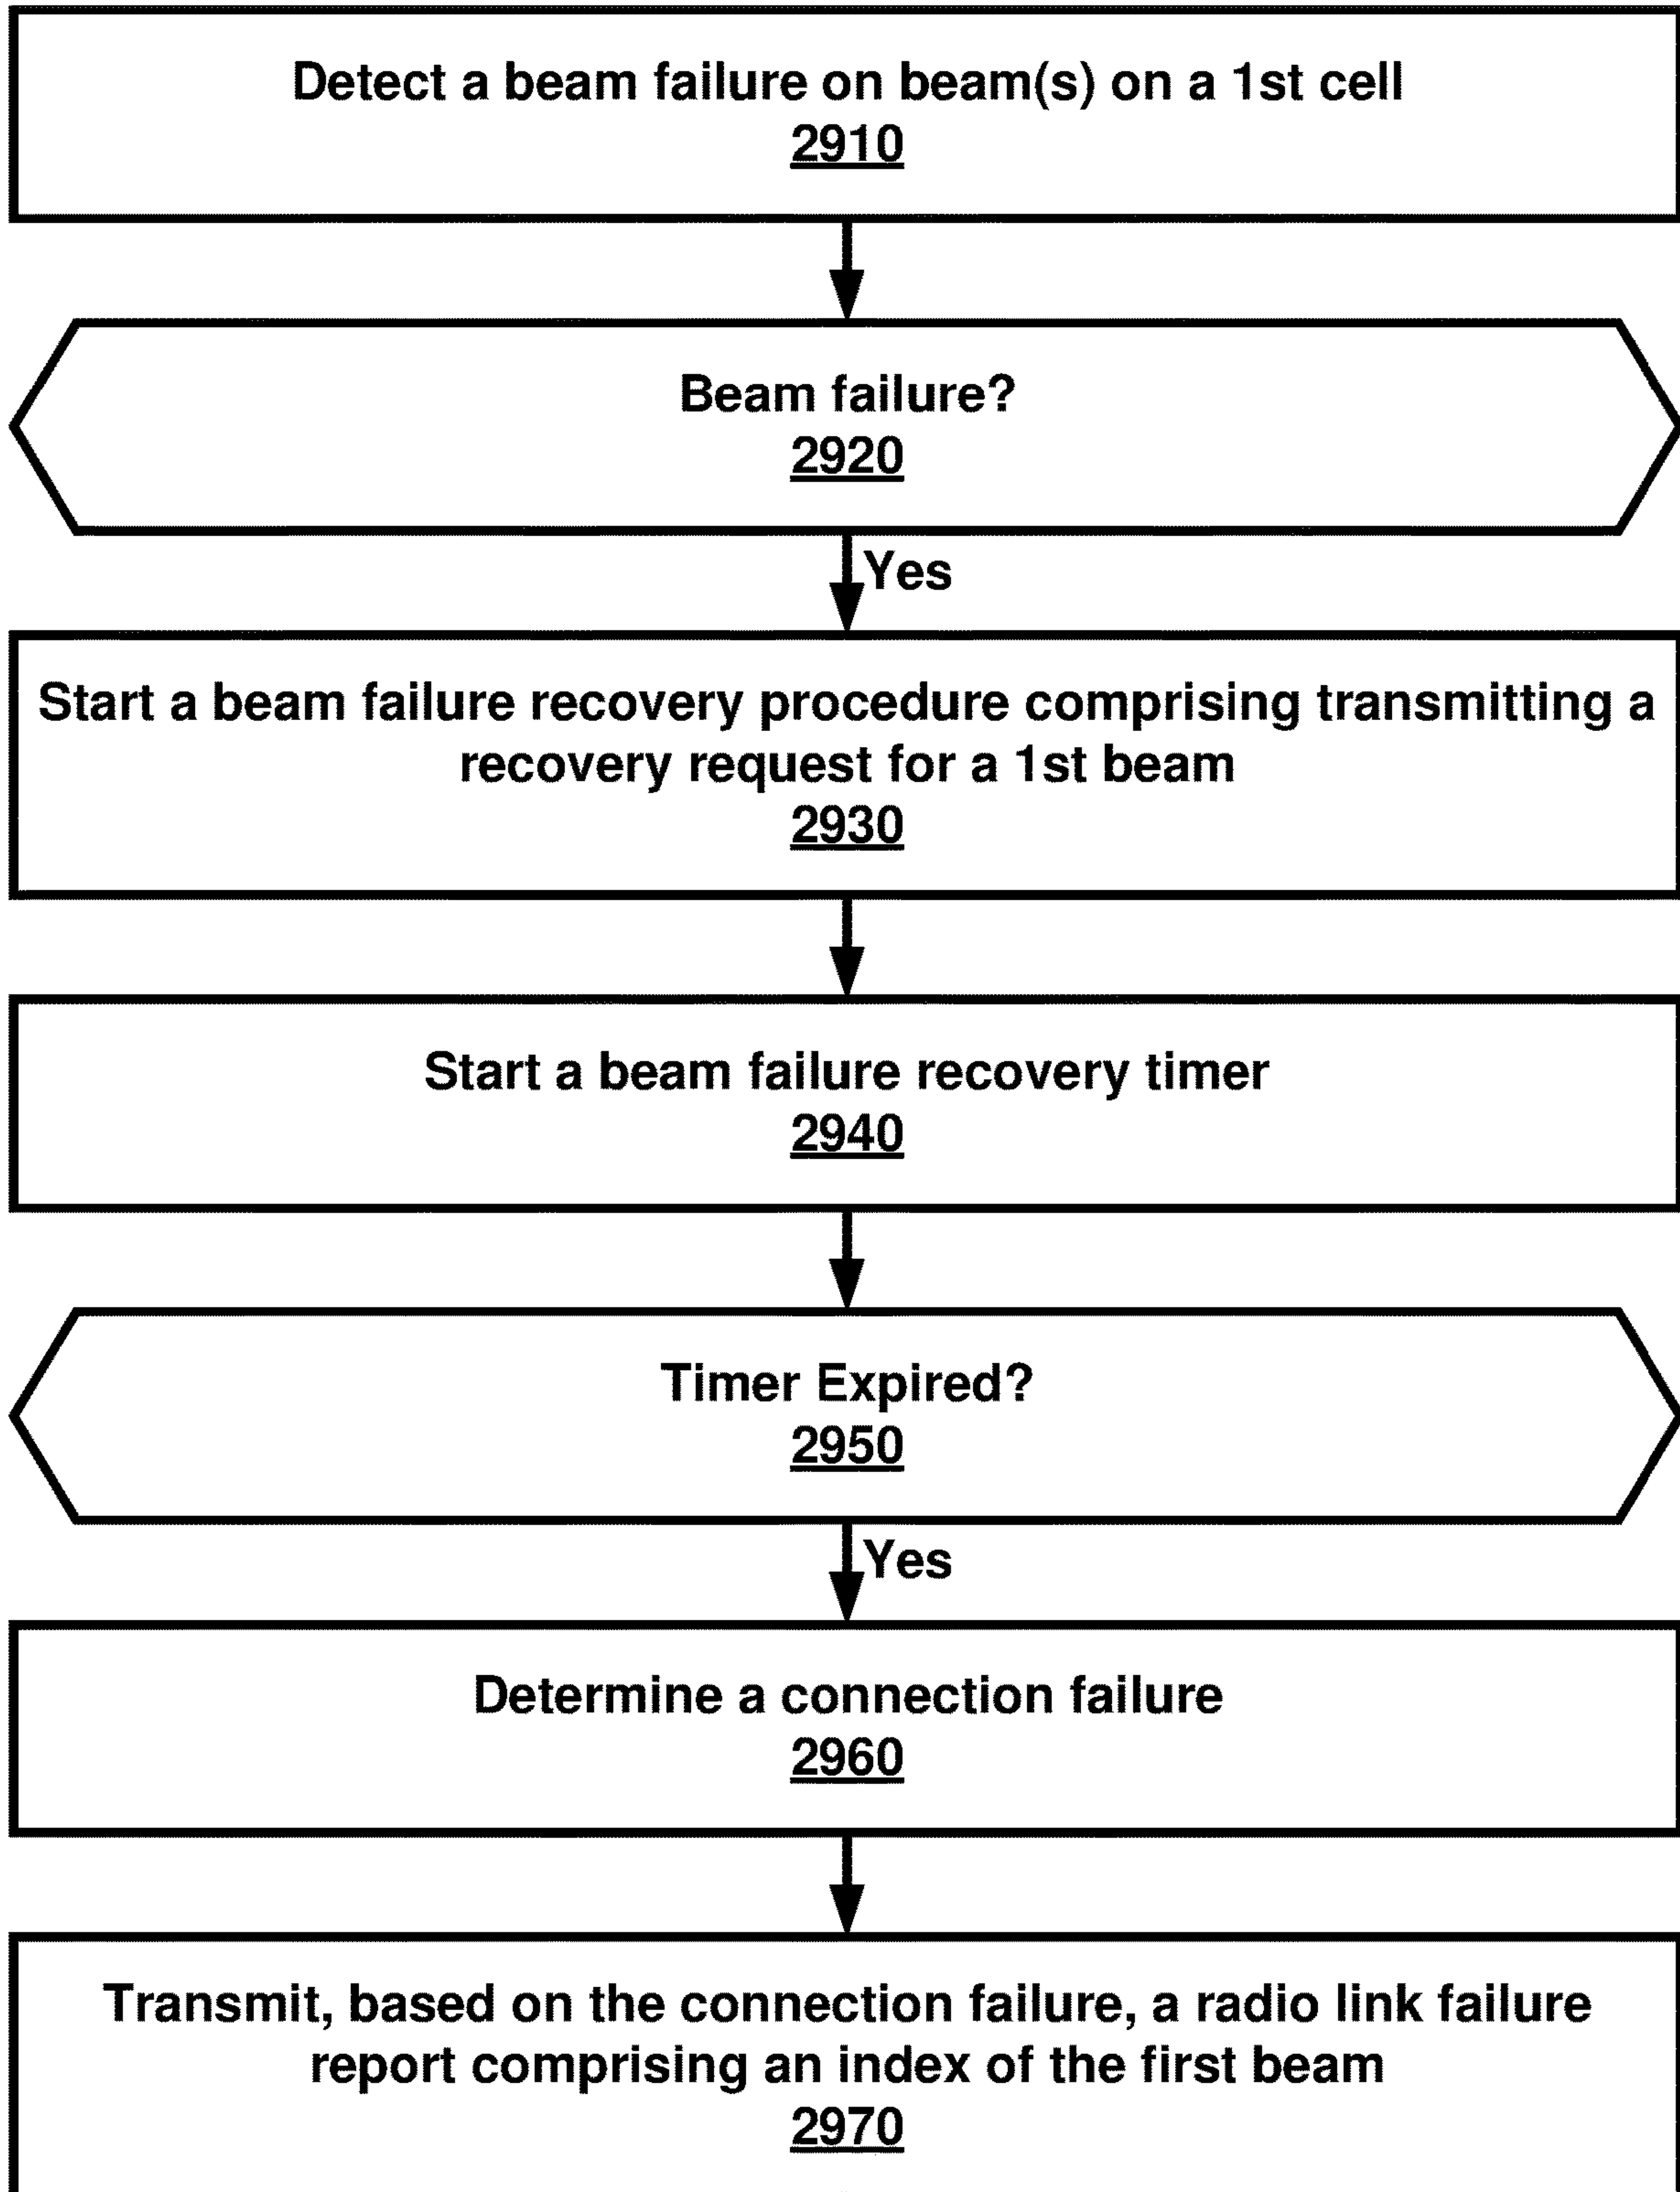 Detect a beam failure on beam(s) on a 1st cell
2910
Beam failure?
2920
Yes
Start a beam failure recovery procedure comprising transmitting a
recovery request for a 1st beam
2930
Start a beam failure recovery timer
2940
Timer Expired?
2950
Yes
Determine a connection failure
2960
Transmit, based on the connection failure, a radio link failure
report comprising an index of the first beam
2970